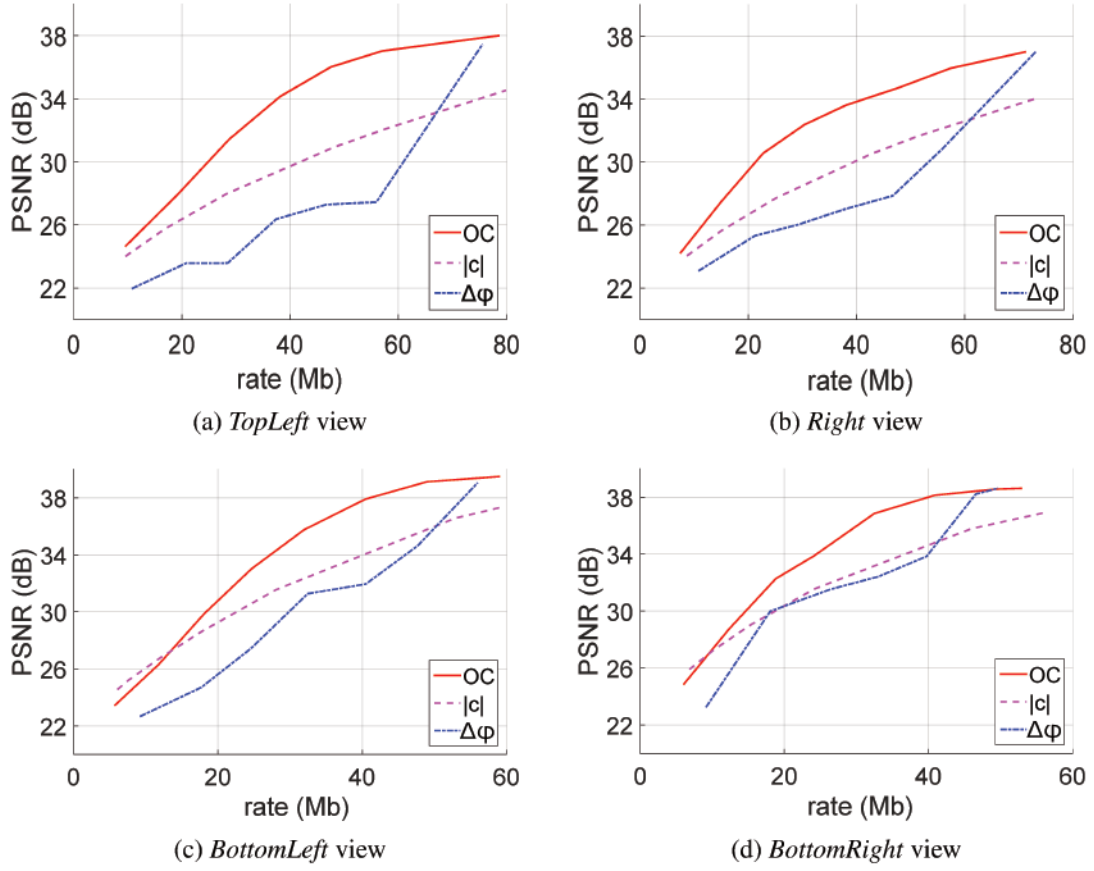 38
34
30
26
22
PSNR (dB)
OC
|c|
Δφ
0 20 40 60 80
rate (Mb)
(a) TopLeft view
38
34
30
26
22
PSNR (dB)
OC
|c|
Δφ
0 20 40 60 80
rate (Mb)
(b) Right view
38
34
30
26
22
PSNR (dB)
OC
|c|
Δφ
0 20 40 60
rate (Mb)
(c) BottomLeft view
38
34
30
26
22
PSNR (dB)
OC
|c|
Δφ
0 20 40 60
rate (Mb)
(d) BottomRight view